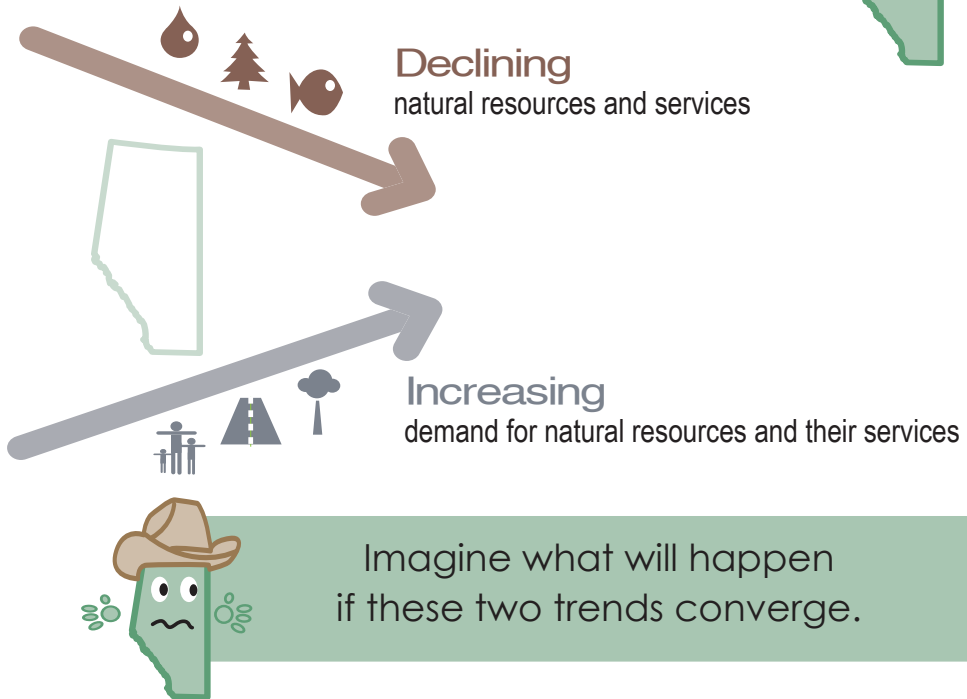 Declining
natural resources and services
Increasing
demand for natural resources and their services
Imagine what will happen
if these two trends converge.